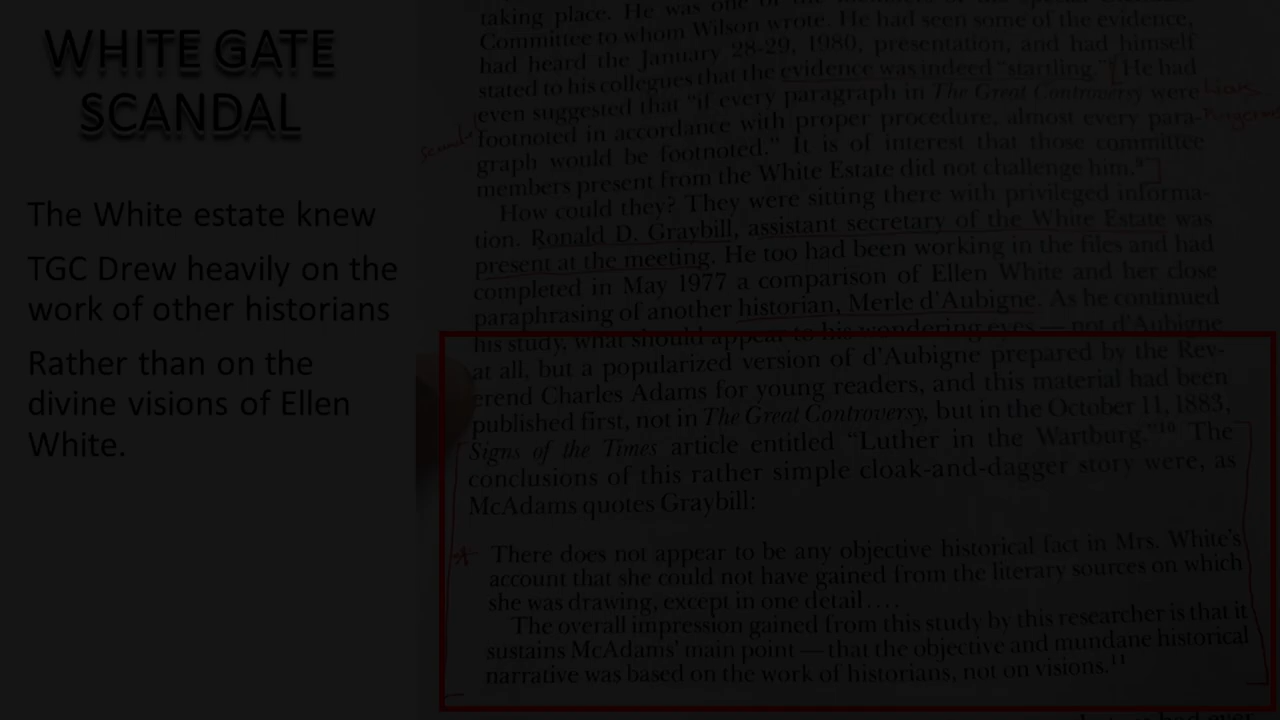 WHITE GATE
SCANDAL
The White estate knew
TGC Drew heavily on the
work of other historians
Rather than on the
divine visions of Ellen
White.
taking place. He was one of the members of the special
Committee to whom Wilson wrote. He had seen some of the evidence,
had heard the January 28-29, 1980, presentation, and had himself
stated to his collegues that the evidence was indeed "startling." He had
even suggested that "if every paragraph in The Great Controversy were
footnoted in accordance with proper procedure, almost every para-
graph would be footnoted." It is of interest that those committee
members present from the White Estate did not challenge him.⁹
How could they? They were sitting there with privileged informa-
tion. Ronald D. Graybill, assistant secretary of the White Estate was
present at the meeting. He too had been working in the files and had
completed in May 1977 a comparison of Ellen White and her close
paraphrasing of another historian, Merle d'Aubigne. As he continued
his study, what should appear to his wondering eyes — not d'Aubigne
at all, but a popularized version of d'Aubigne prepared by the Rev-
erend Charles Adams for young readers, and this material had been
published first, not in The Great Controversy, but in the October 11, 1883,
Signs of the Times article entitled "Luther in the Wartburg."¹⁰ The
conclusions of this rather simple cloak-and-dagger story were, as
McAdams quotes Graybill:
There does not appear to be any objective historical fact in Mrs. White's
account that she could not have gained from the literary sources on which
she was drawing, except in one detail . . . .
The overall impression gained from this study by this researcher is that it
sustains McAdams' main point — that the objective and mundane historical
narrative was based on the work of historians, not on visions.¹¹